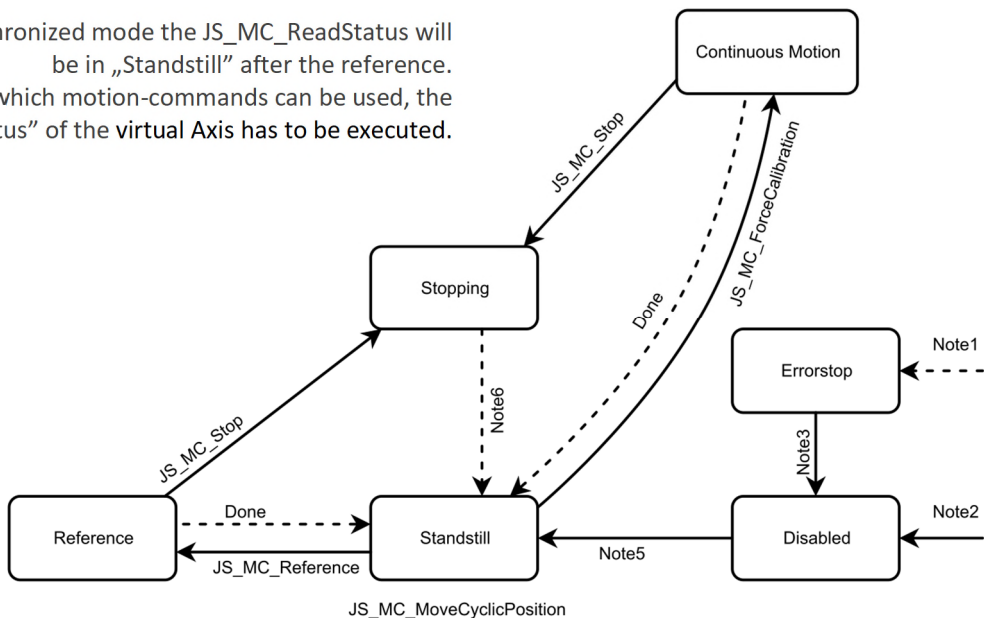 mode the JS_MC_ReadStatus will
be in „Standstill” after the reference.
which motion-commands can be used, the
of the virtual Axis has to be executed.
Continuous Motion
JS_MC_Stop
JS_MC_ForceCalibration
Done
Stopping
Note6
Errorstop
Note1
Note3
JS_MC_Stop
Reference
Done
JS_MC_Reference
Standstill
Note5
Disabled
Note2
JS_MC_MoveCyclicPosition